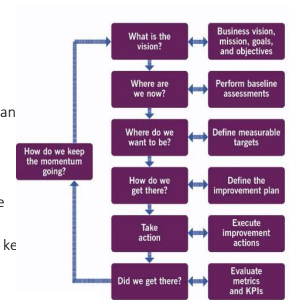 What is the
vision?
Business vision,
mission, goals,
and objectives
Where are
we now?
Perform baseline
assessments
an
Where do we
want to be?
Define measurable
targets
How do we keep
the momentum
going?
How do we
get there?
Define the
improvement plan
e
Take
action
Execute
improvement
actions
ke
Did we get there?
Evaluate
metrics
and KPIs